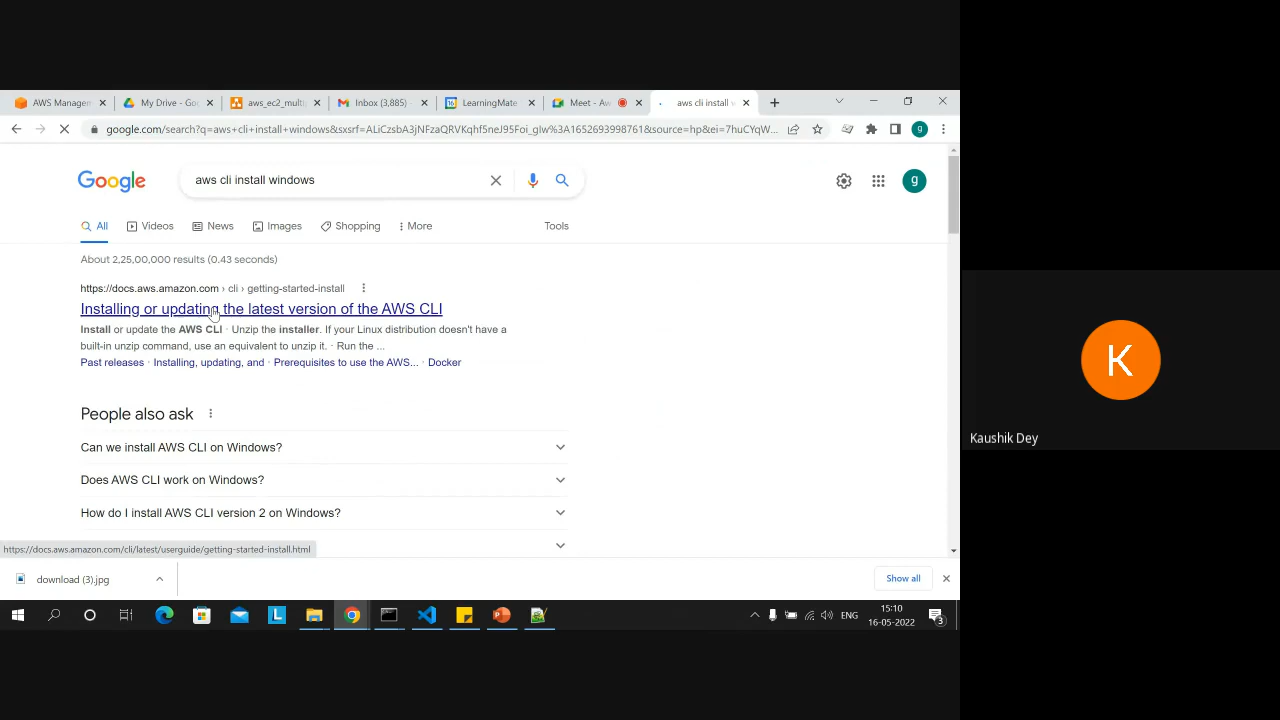 AWS Managem
My Drive - Goo
aws_ec2_multi
Inbox (3,885) -
LearningMate
Meet - Aw
aws cli install w
google.com/search?q=aws+cli+install+windows&sxsrf=ALiCzsbA3jNFzaQRVKqhf5neJ95Foi_gIw%3A1652693998761&source=hp&ei=7huCYqW...
g
Google
aws cli install windows
g
All
Videos
News
Images
Shopping
More
Tools
About 2,25,00,000 results (0.43 seconds)
https://docs.aws.amazon.com › cli › getting-started-install
Installing or updating the latest version of the AWS CLI
Install or update the AWS CLI · Unzip the installer. If your Linux distribution doesn't have a
built-in unzip command, use an equivalent to unzip it. · Run the ...
Past releases · Installing, updating, and · Prerequisites to use the AWS... · Docker
People also ask
Can we install AWS CLI on Windows?
Does AWS CLI work on Windows?
How do I install AWS CLI version 2 on Windows?
https://docs.aws.amazon.com/cli/latest/userguide/getting-started-install.html
download (3).jpg
Show all
L
ENG
15:10
16-05-2022
3
K
Kaushik Dey